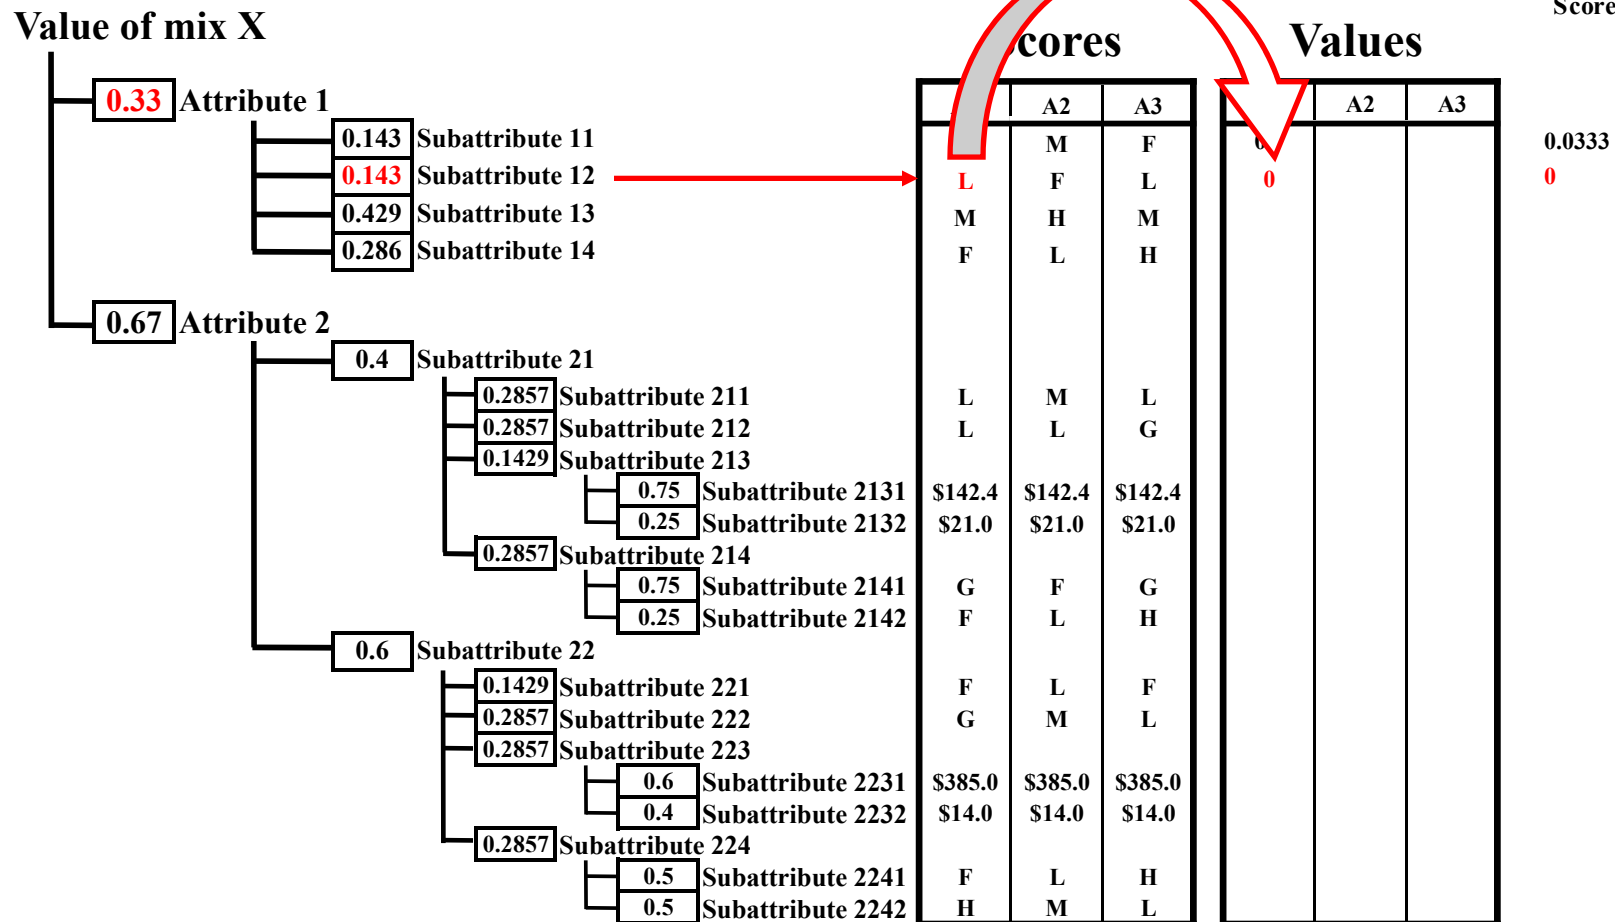 Score
Value of mix X
cores Values
0.33 Attribute 1
A2 A3 A2 A3
0.143 Subattribute 11 M F 0.0333
0.143 Subattribute 12 L F L 0 0
0.429 Subattribute 13 M H M
0.286 Subattribute 14 F L H
0.67 Attribute 2
0.4 Subattribute 21
0.2857 Subattribute 211 L M L
0.2857 Subattribute 212 L L G
0.1429 Subattribute 213
0.75 Subattribute 2131 $142.4 $142.4 $142.4
0.25 Subattribute 2132 $21.0 $21.0 $21.0
0.2857 Subattribute 214
0.75 Subattribute 2141 G F G
0.25 Subattribute 2142 F L H
0.6 Subattribute 22
0.1429 Subattribute 221 F L F
0.2857 Subattribute 222 G M L
0.2857 Subattribute 223
0.6 Subattribute 2231 $385.0 $385.0 $385.0
0.4 Subattribute 2232 $14.0 $14.0 $14.0
0.2857 Subattribute 224
0.5 Subattribute 2241 F L H
0.5 Subattribute 2242 H M L